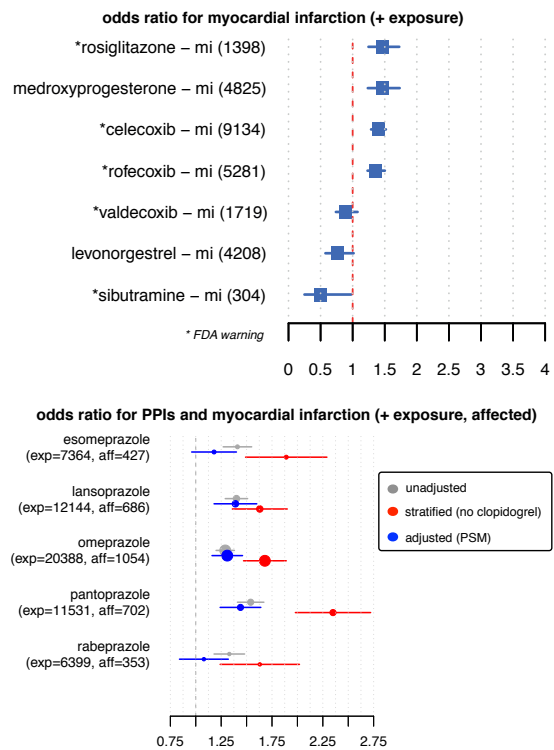 odds ratio for myocardial infarction (+ exposure)
*rosiglitazone − mi (1398)
medroxyprogesterone − mi (4825)
*celecoxib − mi (9134)
*rofecoxib − mi (5281)
*valdecoxib − mi (1719)
levonorgestrel − mi (4208)
*sibutramine − mi (304)
* FDA warning
0 0.5 1 1.5 2 2.5 3 3.5 4
odds ratio for PPIs and myocardial infarction (+ exposure, affected)
esomeprazole
(exp=7364, aff=427)
lansoprazole
(exp=12144, aff=686)
omeprazole
(exp=20388, aff=1054)
pantoprazole
(exp=11531, aff=702)
rabeprazole
(exp=6399, aff=353)
unadjusted
stratified (no clopidogrel)
adjusted (PSM)
0.75 1.25 1.75 2.25 2.75